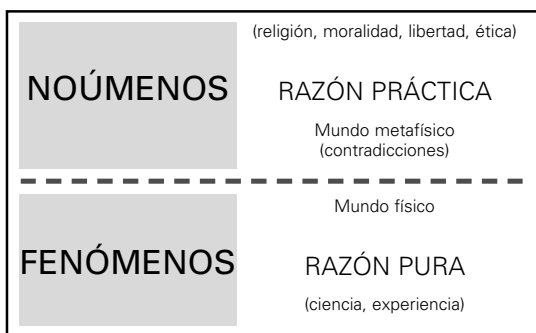 (religión, moralidad, libertad, ética)
NOÚMENOS
RAZÓN PRÁCTICA
Mundo metafísico
(contradicciones)
Mundo físico
FENÓMENOS
RAZÓN PURA
(ciencia, experiencia)